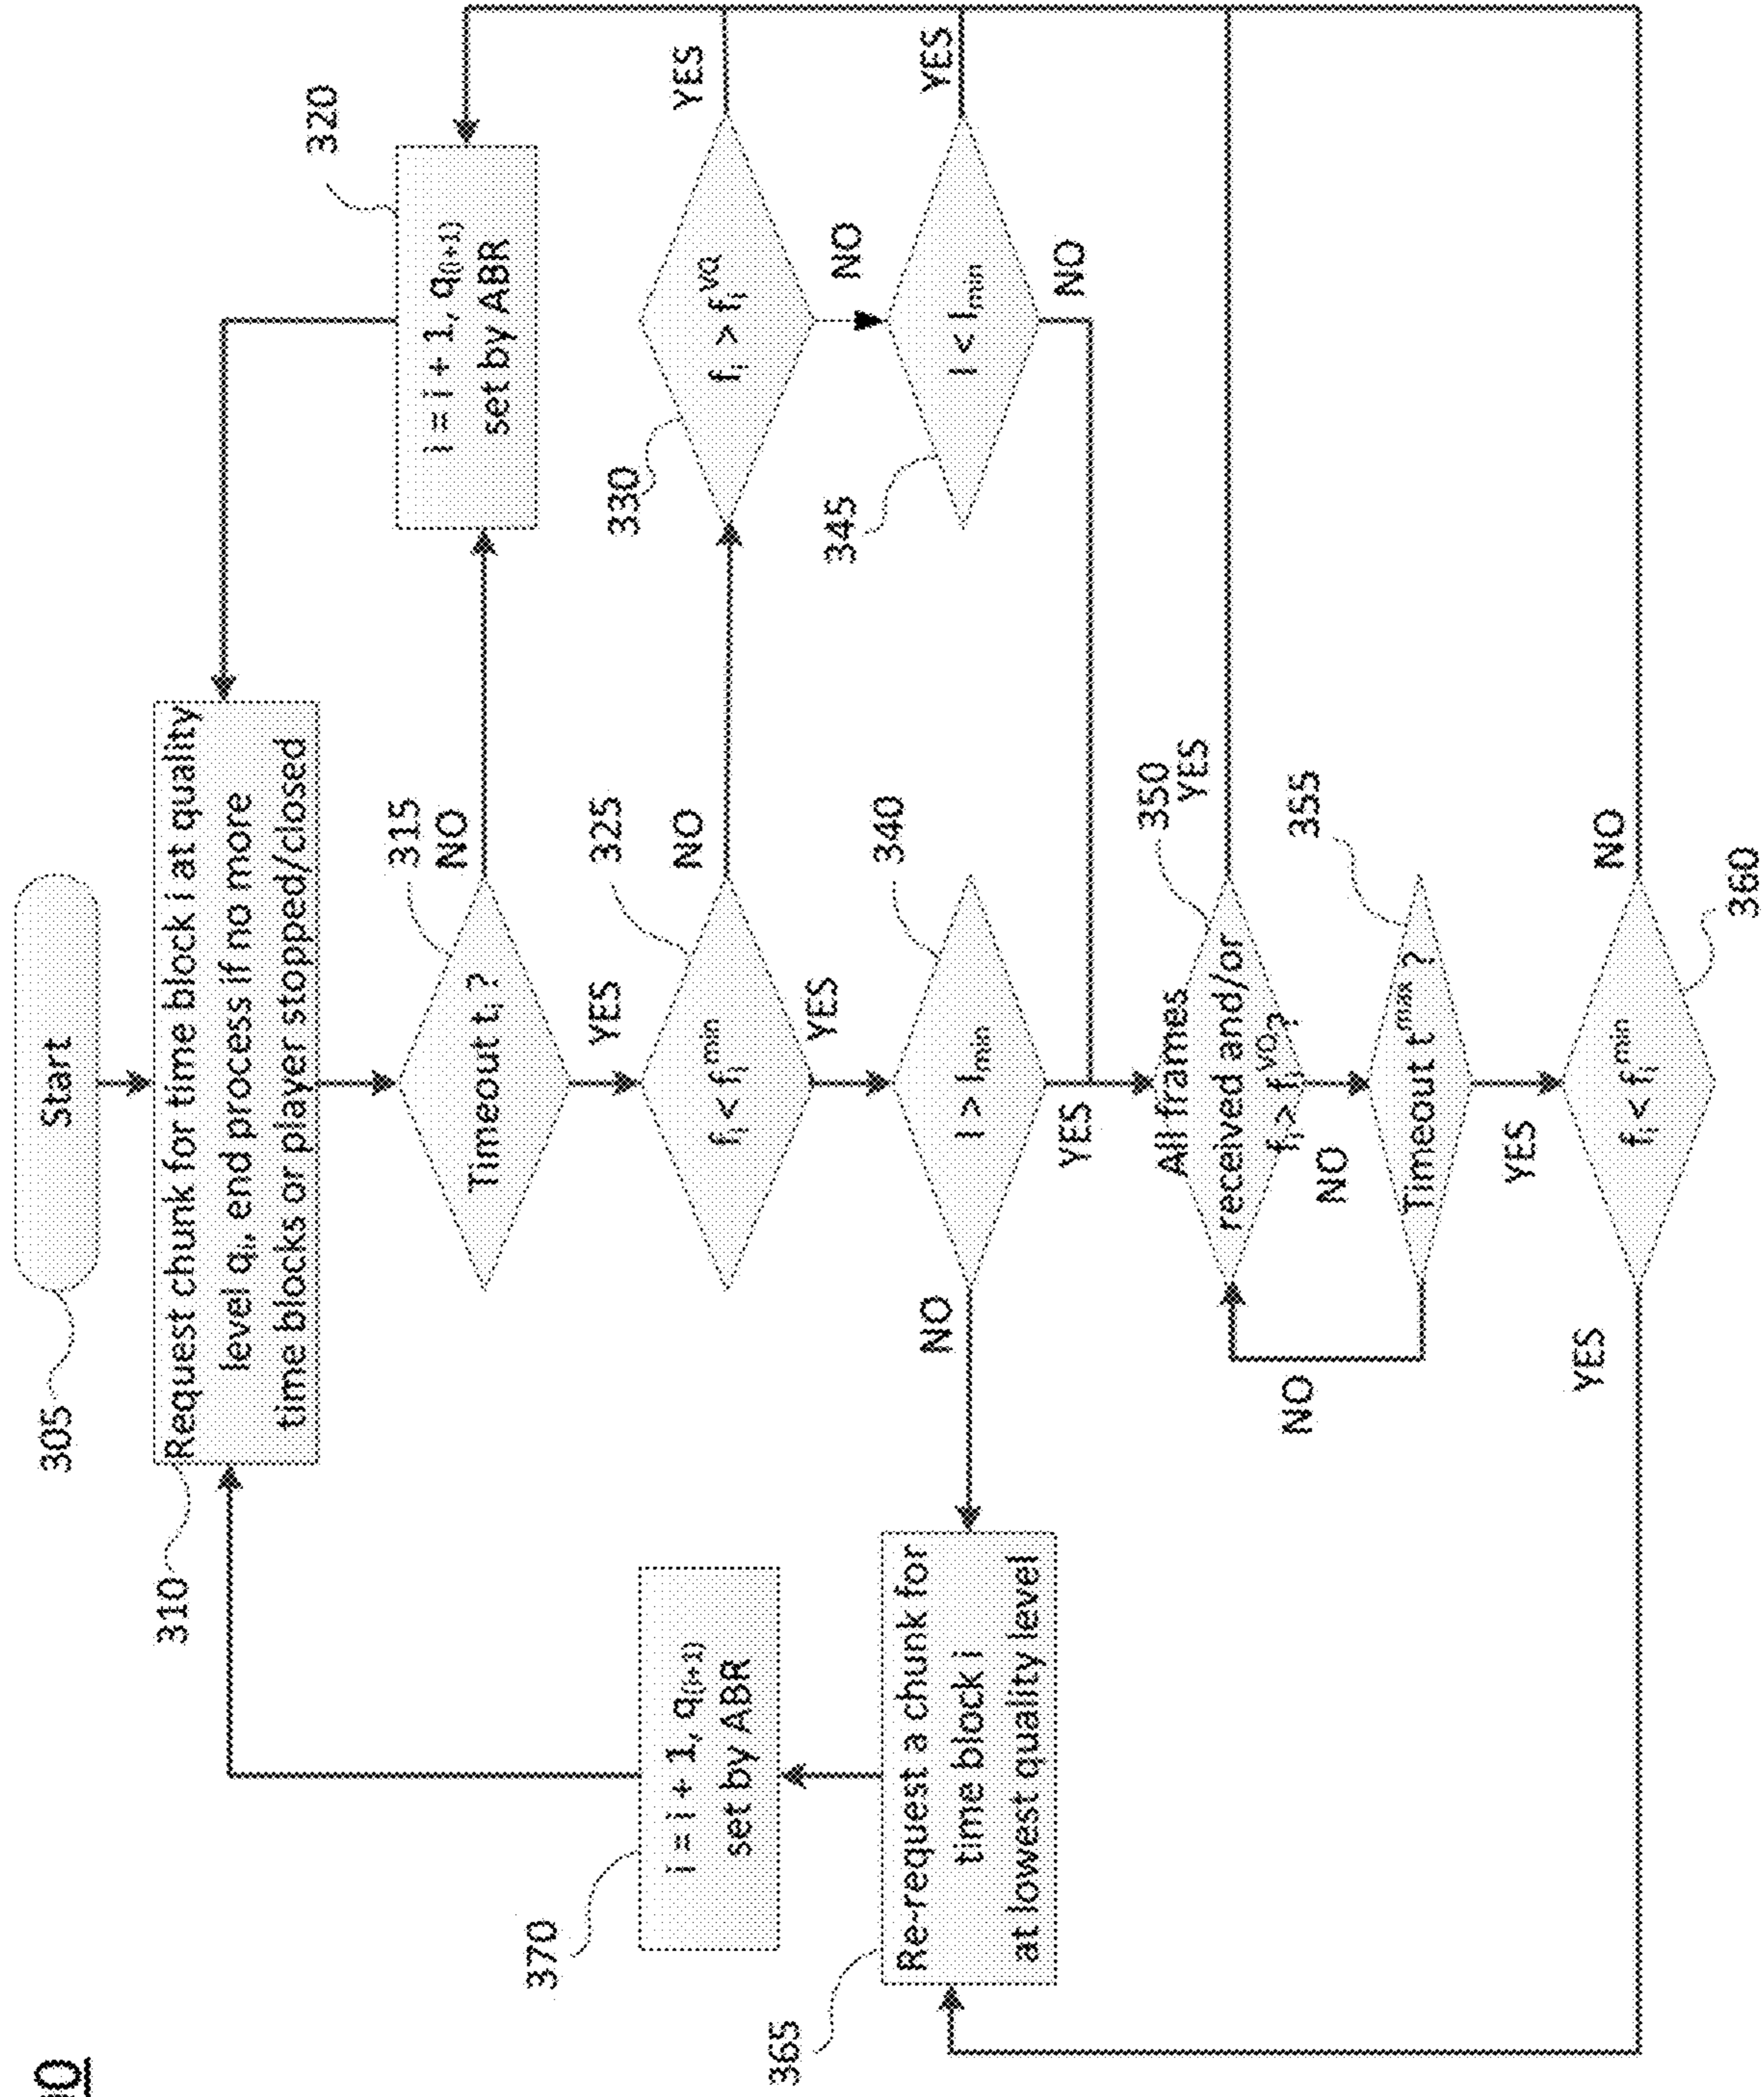 Start
305
310
Request chunk for time block i at quality
level qᵢ, end process if no more
time blocks or player stopped/closed
Timeout tᵢ ?
315
NO
YES
i = i + 1, q₍ᵢ₊₁₎
set by ABR
320
fᵢ < fᵢᵐⁱⁿ
325
NO
YES
fᵢ > fᵢ^VQ
330
YES
NO
l > lₘᵢₙ
340
NO
YES
l < lₘᵢₙ
345
YES
NO
All frames
received and/or
fᵢ > fᵢ^VQ ?
350
YES
NO
Timeout tᵐᵃˣ ?
355
NO
YES
fᵢ < fᵢᵐⁱⁿ
360
NO
YES
Re-request a chunk for
time block i
at lowest quality level
365
i = i + 1, q₍ᵢ₊₁₎
set by ABR
370